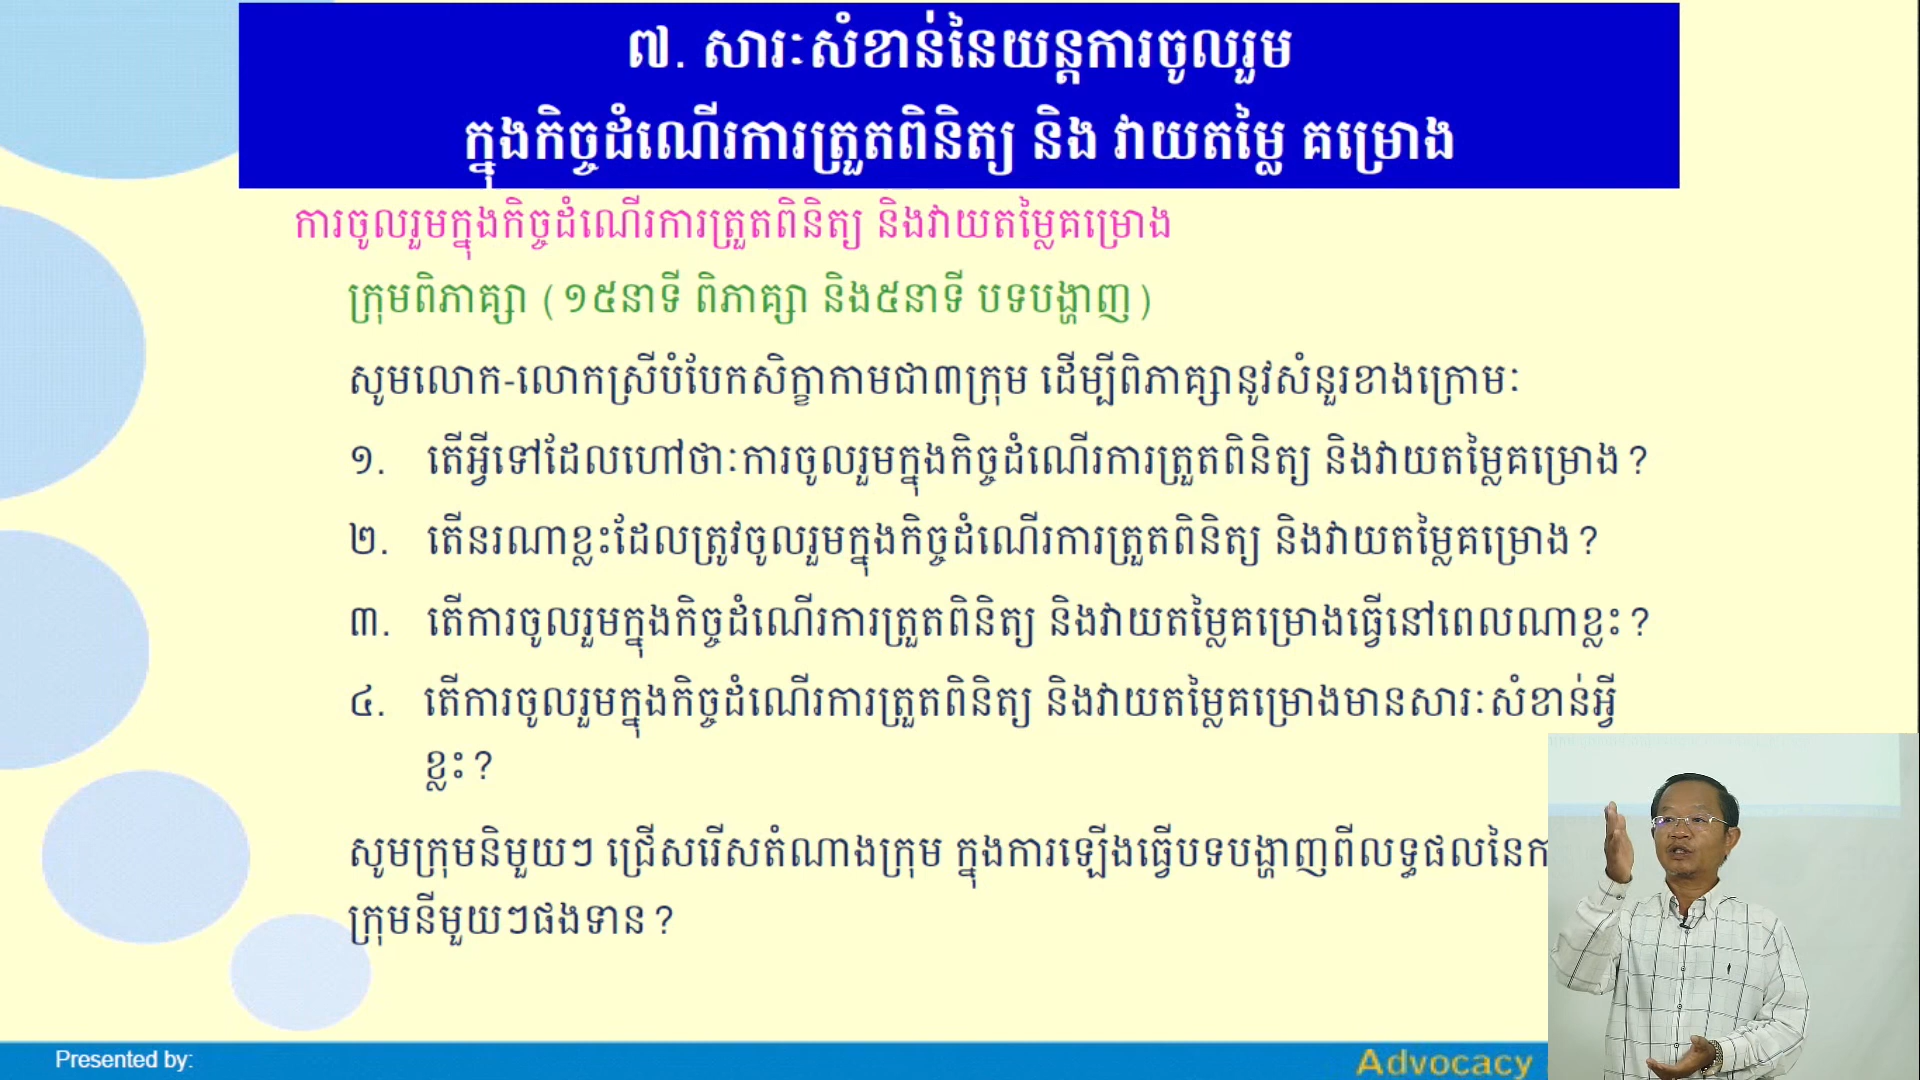 ៧. សារៈសំខាន់នៃយន្តការចូលរួម
ក្នុងកិច្ចដំណើរការត្រួតពិនិត្យ និង វាយតម្លៃ គម្រោង
ការចូលរួមក្នុងកិច្ចដំណើរការត្រួតពិនិត្យ និងវាយតម្លៃគម្រោង
ក្រុមពិភាគ្សា ( ១៥នាទី ពិភាគ្សា និង៥នាទី បទបង្ហាញ )
សូមលោក-លោកស្រីបំបែកសិក្ខាកាមជា៣ក្រុម ដើម្បីពិភាគ្សានូវសំនួរខាងក្រោមៈ
១. តើអ្វីទៅដែលហៅថាៈការចូលរួមក្នុងកិច្ចដំណើរការត្រួតពិនិត្យ និងវាយតម្លៃគម្រោង ?
២. តើនរណាខ្លះដែលត្រូវចូលរួមក្នុងកិច្ចដំណើរការត្រួតពិនិត្យ និងវាយតម្លៃគម្រោង ?
៣. តើការចូលរួមក្នុងកិច្ចដំណើរការត្រួតពិនិត្យ និងវាយតម្លៃគម្រោងធ្វើនៅពេលណាខ្លះ ?
៤. តើការចូលរួមក្នុងកិច្ចដំណើរការត្រួតពិនិត្យ និងវាយតម្លៃគម្រោងមានសារៈសំខាន់អ្វី
ខ្លះ ?
សូមក្រុមនិមួយៗ ជ្រើសរើសតំណាងក្រុម ក្នុងការឡើងធ្វើបទបង្ហាញពីលទ្ធផលនៃ
ក្រុមនីមួយៗផងទាន ?
Presented by:
Advocacy